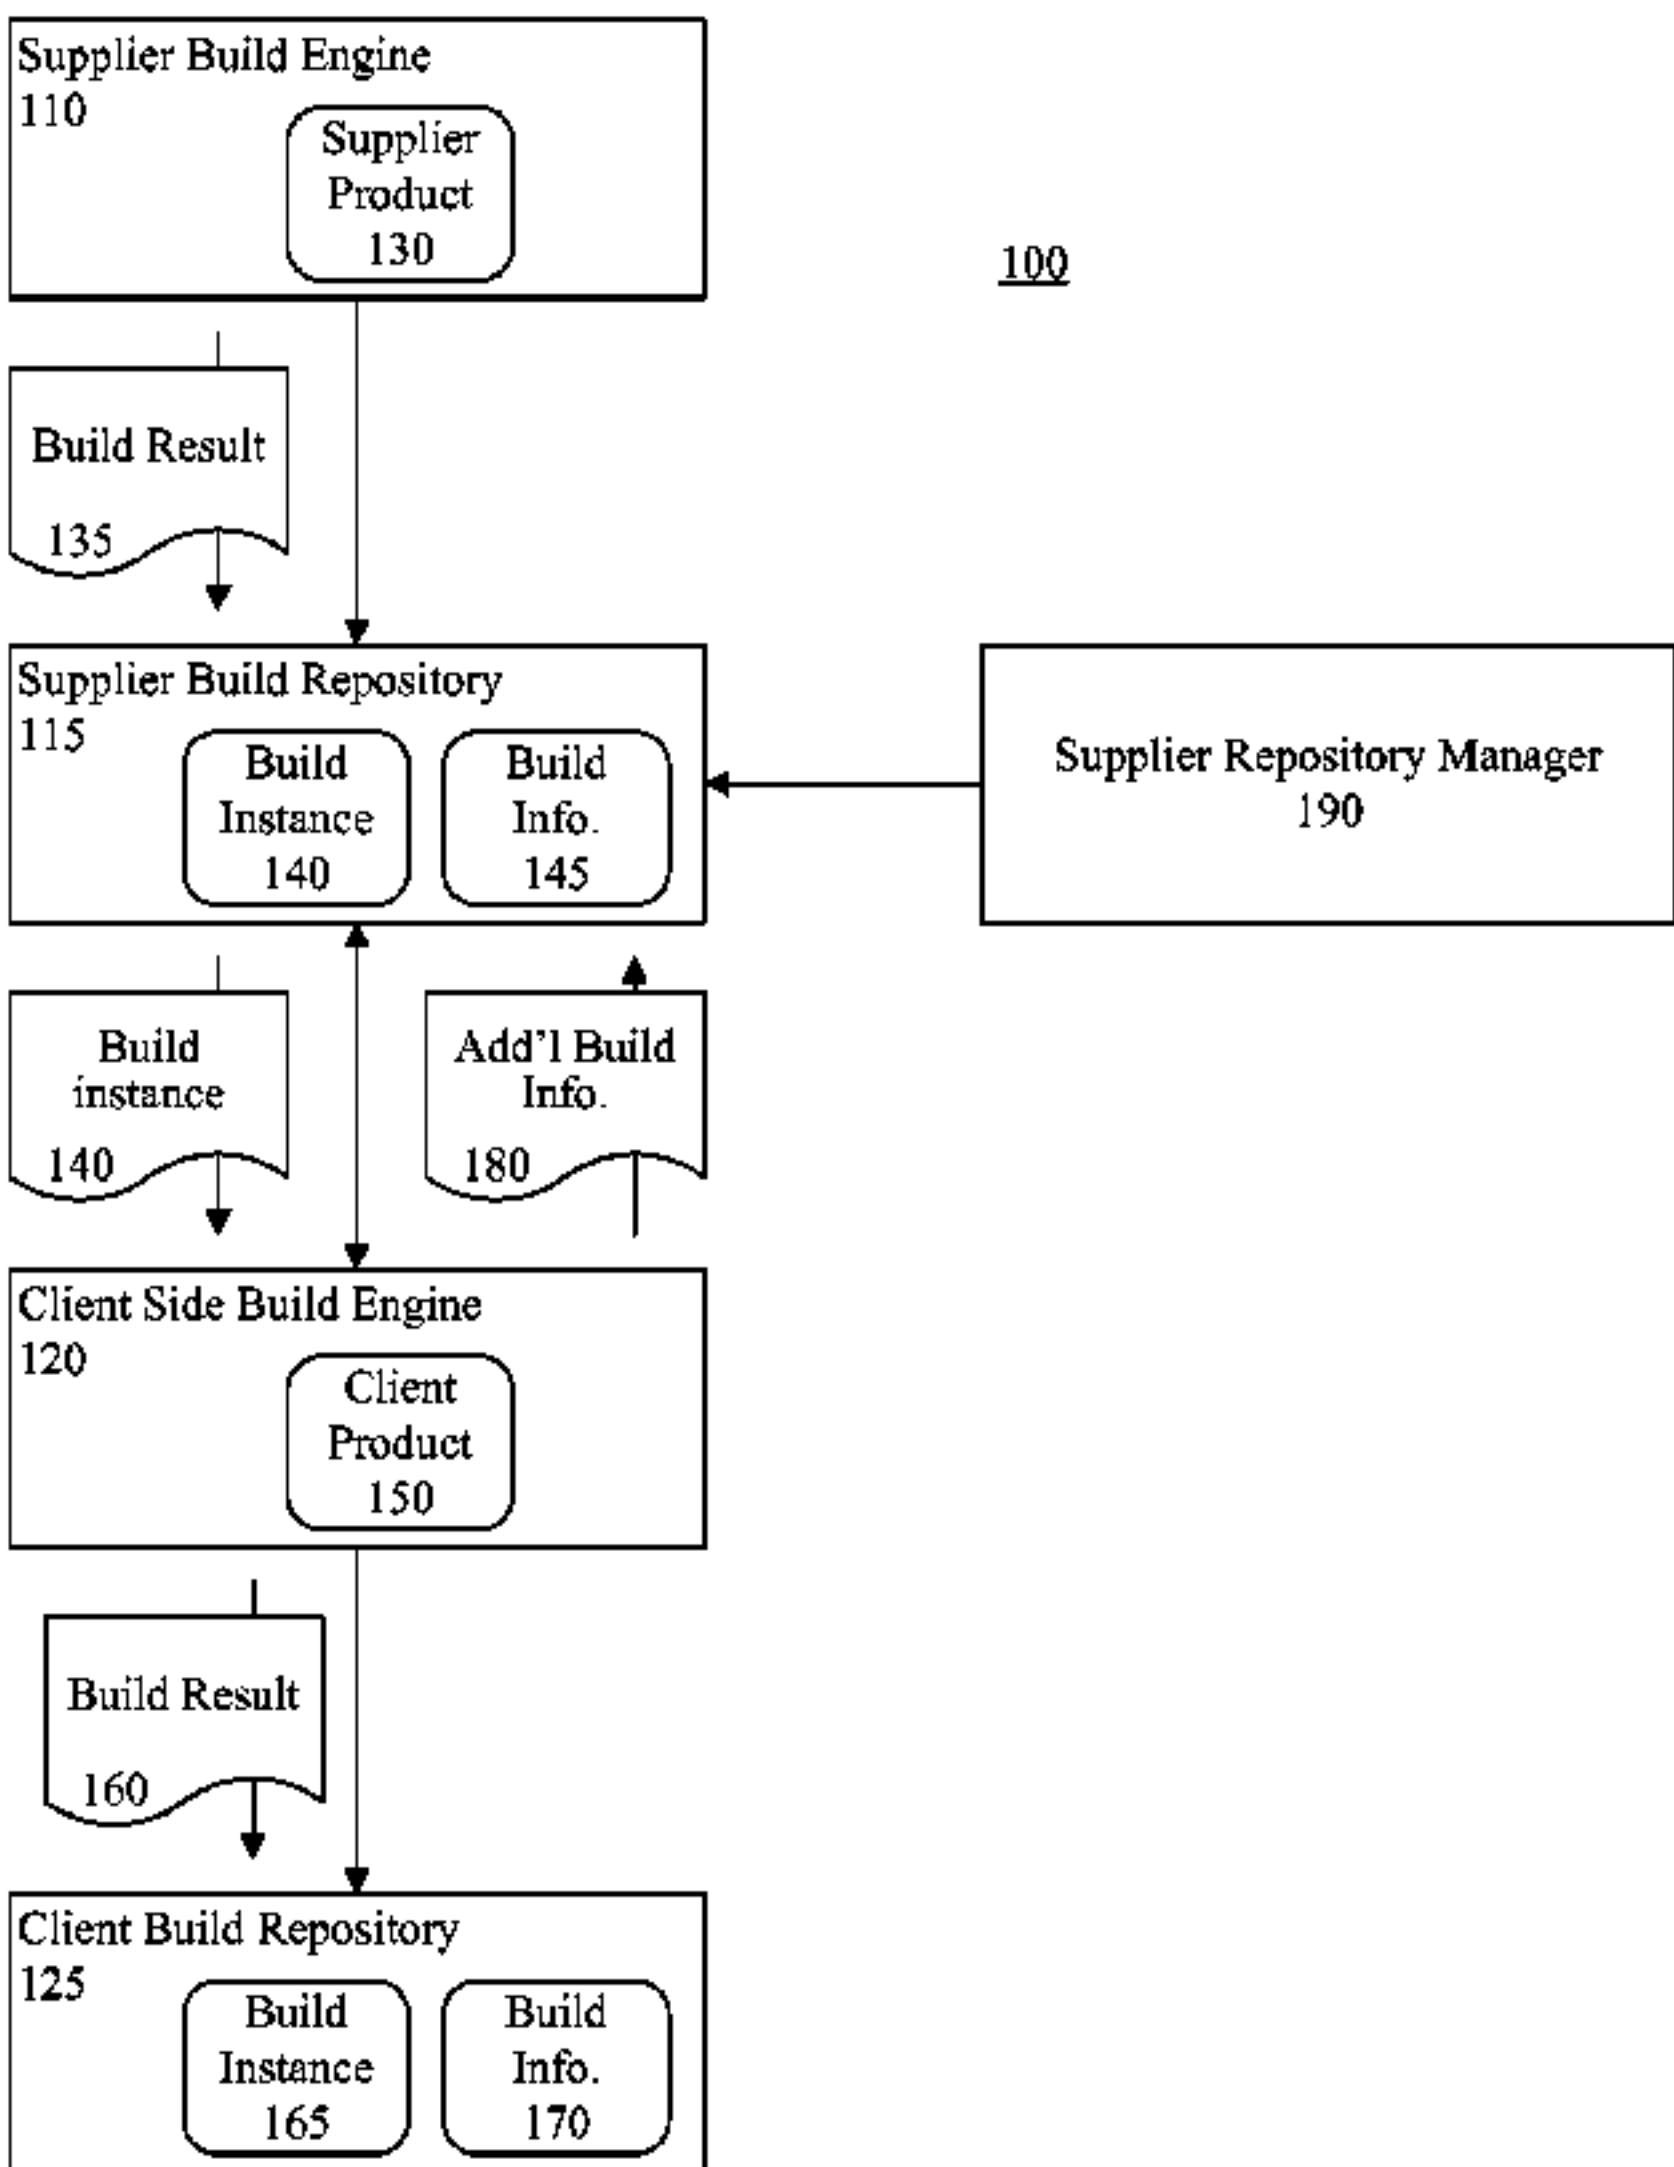 Supplier Build Engine
110
Supplier
Product
130
100
Build Result
135
Supplier Build Repository
115
Build
Instance
140
Build
Info.
145
Supplier Repository Manager
190
Build
instance
140
Add'l Build
Info.
180
Client Side Build Engine
120
Client
Product
150
Build Result
160
Client Build Repository
125
Build
Instance
165
Build
Info.
170